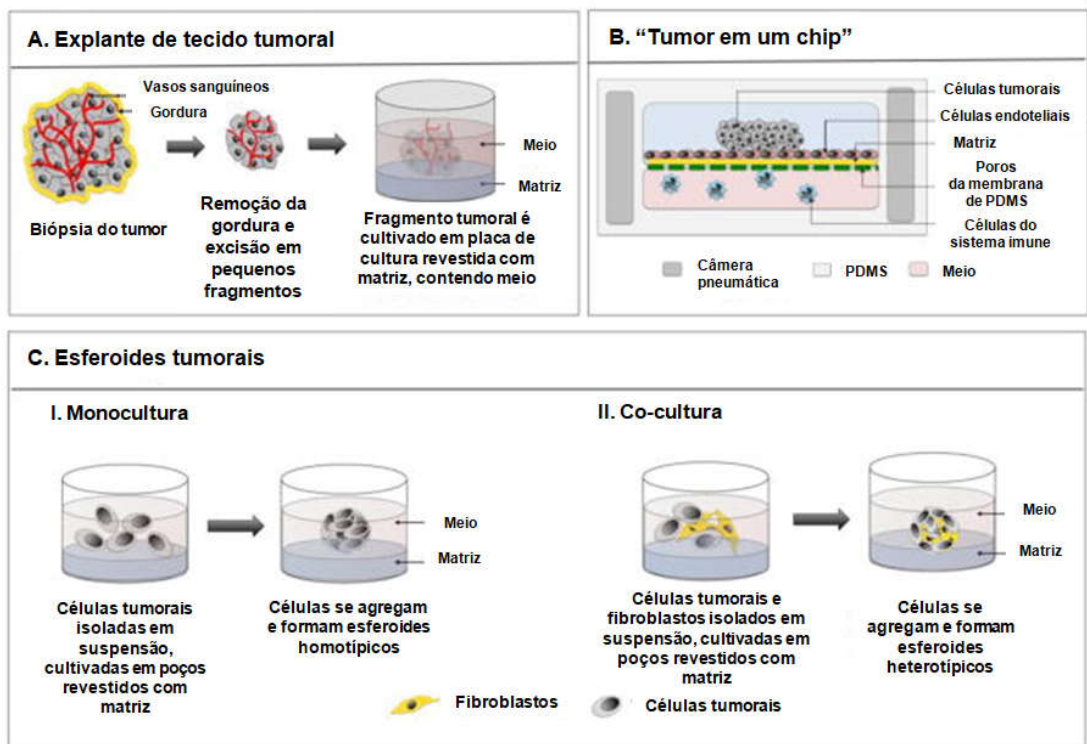 A. Explante de tecido tumoral
Vasos sanguíneos
Gordura
Biópsia do tumor
Remoção da
gordura e
excisão em
pequenos
fragmentos
Meio
Matriz
Fragmento tumoral é
cultivado em placa de
cultura revestida com
matriz, contendo meio
B. “Tumor em um chip”
Células tumorais
Células endoteliais
Matriz
Poros
da membrana
de PDMS
Células do
sistema imune
Câmera
pneumática
PDMS
Meio
C. Esferoides tumorais
I. Monocultura
Meio
Matriz
Células tumorais
isoladas em
suspensão,
cultivadas em poços
revestidos com
matriz
Células se agregam
e formam esferoides
homotípicos
II. Co-cultura
Meio
Matriz
Células tumorais e
fibroblastos isolados em
suspensão, cultivadas em
poços revestidos com
matriz
Células se
agregam e formam
esferoides
heterotípicos
Fibroblastos
Células tumorais